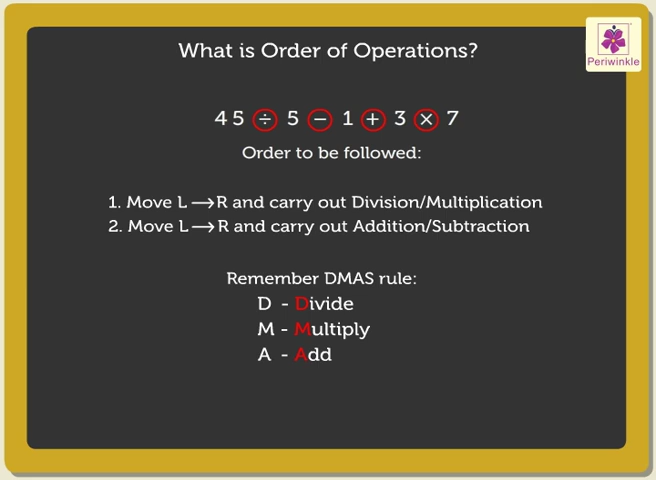 What is Order of Operations?
Periwinkle
45 ÷ 5 − 1 + 3 × 7
Order to be followed:
1. Move L⟶R and carry out Division/Multiplication
2. Move L⟶R and carry out Addition/Subtraction
Remember DMAS rule:
D - Divide
M - Multiply
A - Add